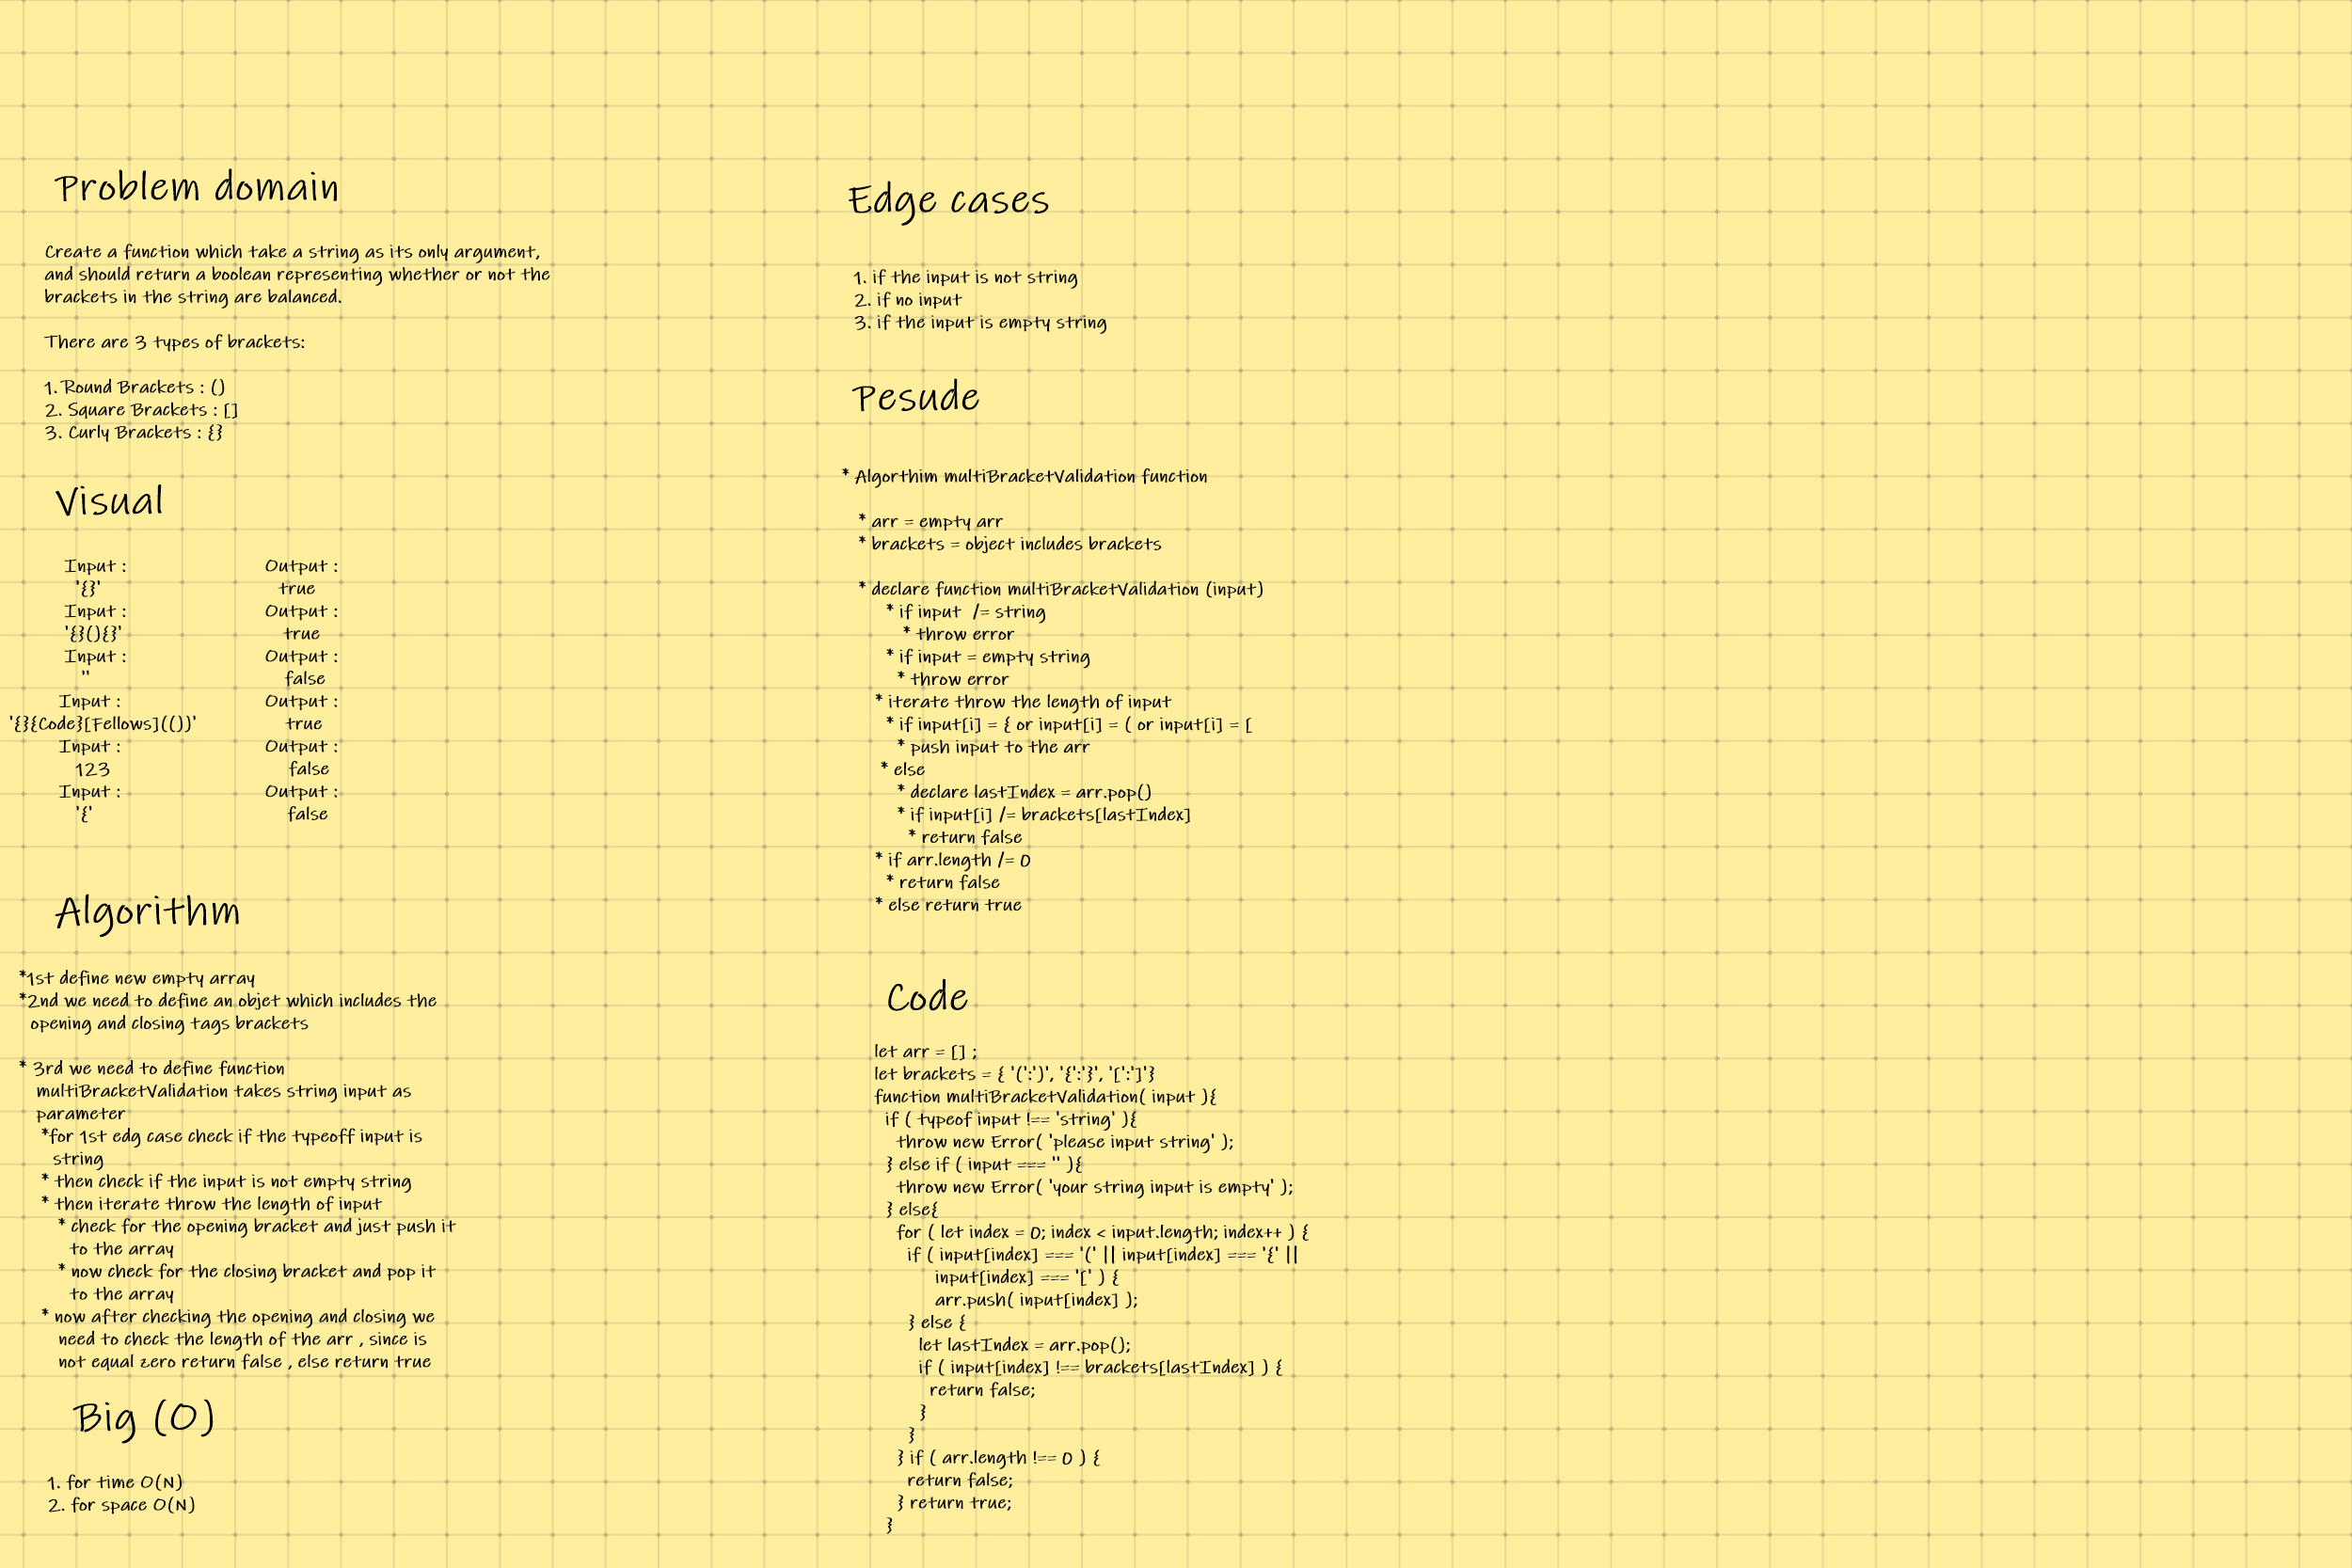 Problem domain
Create a function which take a string as its only argument,
and should return a boolean representing whether or not the
brackets in the string are balanced.
There are 3 types of brackets:
1. Round Brackets : ()
2. Square Brackets : []
3. Curly Brackets : {}
Visual
Input : Output :
'{}' true
Input : Output :
'{}(){}' true
Input : Output :
'' false
Input : Output :
'{}{Code}[Fellows](())' true
Input : Output :
123 false
Input : Output :
'{' false
Algorithm
*1st define new empty array
*2nd we need to define an objet which includes the
opening and closing tags brackets
* 3rd we need to define function
multiBracketValidation takes string input as
parameter
*for 1st edg case check if the typeoff input is
string
* then check if the input is not empty string
* then iterate throw the length of input
* check for the opening bracket and just push it
to the array
* now check for the closing bracket and pop it
to the array
* now after checking the opening and closing we
need to check the length of the arr , since is
not equal zero return false , else return true
Big (O)
1. for time O(N)
2. for space O(N)
Edge cases
1. if the input is not string
2. if no input
3. if the input is empty string
Pesude
* Algorthim multiBracketValidation function
* arr = empty arr
* brackets = object includes brackets
* declare function multiBracketValidation (input)
* if input /= string
* throw error
* if input = empty string
* throw error
* iterate throw the length of input
* if input[i] = { or input[i] = ( or input[i] = [
* push input to the arr
* else
* declare lastIndex = arr.pop()
* if input[i] /= brackets[lastIndex]
* return false
* if arr.length /= 0
* return false
* else return true
Code
let arr = [] ;
let brackets = { '(':')', '{':'}', '[':']'}
function multiBracketValidation( input ){
if ( typeof input !== 'string' ){
throw new Error( 'please input string' );
} else if ( input === '' ){
throw new Error( 'your string input is empty' );
} else{
for ( let index = 0; index < input.length; index++ ) {
if ( input[index] === '(' || input[index] === '{' ||
input[index] === '[' ) {
arr.push( input[index] );
} else {
let lastIndex = arr.pop();
if ( input[index] !== brackets[lastIndex] ) {
return false;
}
}
} if ( arr.length !== 0 ) {
return false;
} return true;
}